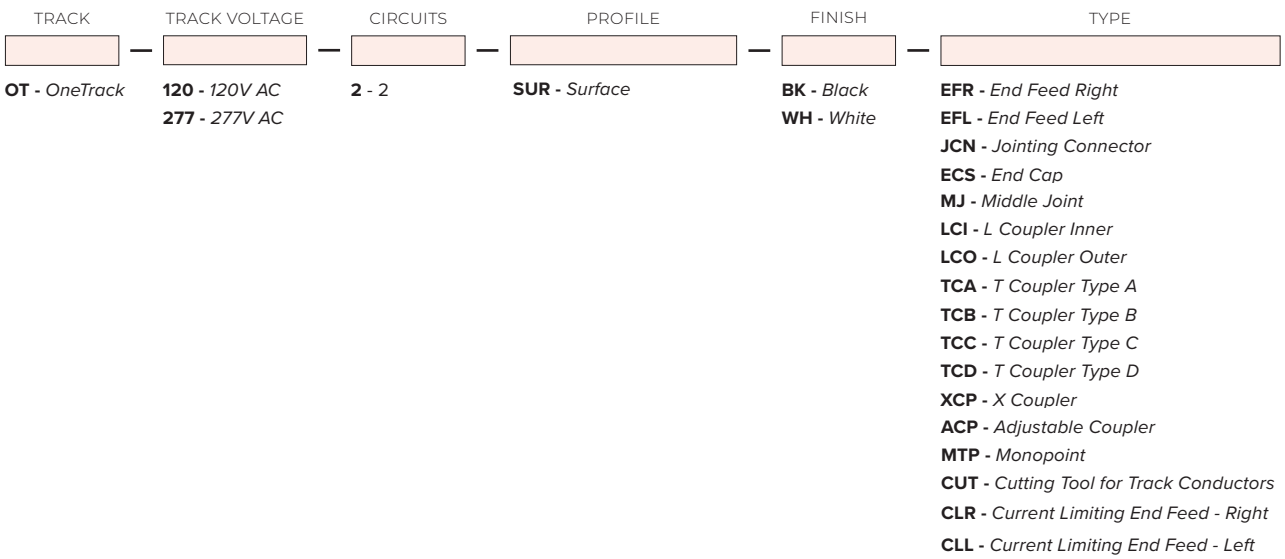 TRACK TRACK VOLTAGE CIRCUITS PROFILE FINISH TYPE
— — — — —
OT - OneTrack 120 - 120V AC 2 - 2 SUR - Surface BK - Black EFR - End Feed Right
277 - 277V AC WH - White EFL - End Feed Left
JCN - Jointing Connector
ECS - End Cap
MJ - Middle Joint
LCI - L Coupler Inner
LCO - L Coupler Outer
TCA - T Coupler Type A
TCB - T Coupler Type B
TCC - T Coupler Type C
TCD - T Coupler Type D
XCP - X Coupler
ACP - Adjustable Coupler
MTP - Monopoint
CUT - Cutting Tool for Track Conductors
CLR - Current Limiting End Feed - Right
CLL - Current Limiting End Feed - Left